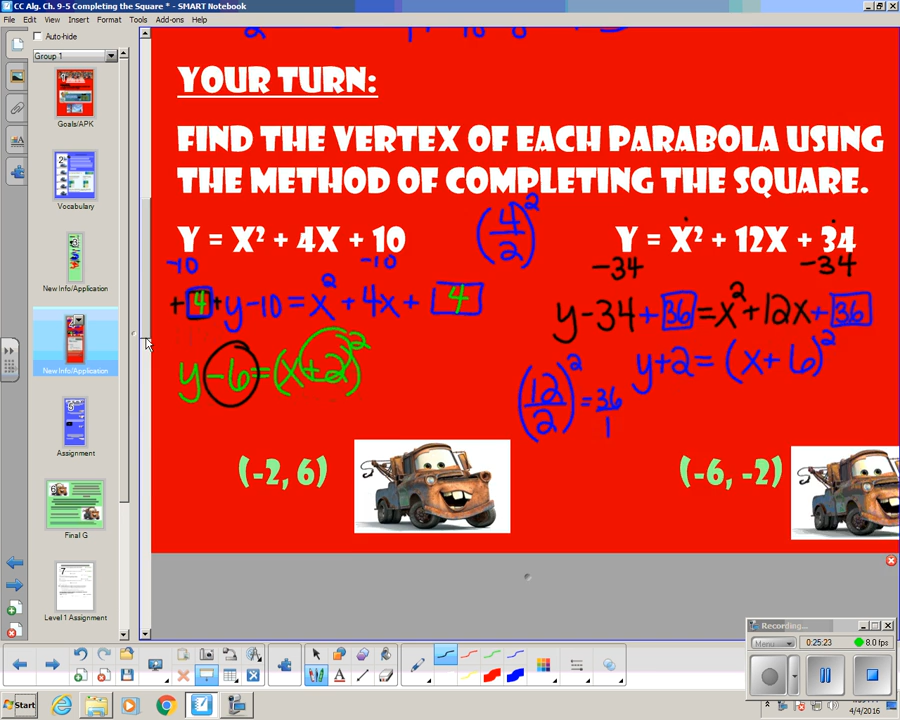 CC Alg. Ch. 9-5 Completing the Square * - SMART Notebook
File Edit View Insert Format Tools Add-ons Help
Auto-hide
Group 1
Goals/APK
Vocabulary
New Info/Application
New Info/Application
Assignment
Final G
Level 1 Assignment
YOUR TURN:
FIND THE VERTEX OF EACH PARABOLA USING
THE METHOD OF COMPLETING THE SQUARE.
Y = X² + 4X + 10
(4/2)²
Y = X² + 12X + 34
-10 -10
-34 -34
+ 4 + y - 10 = x² + 4x + 4
y - 34 + 36 = x² + 12x + 36
y - 6 = (x + 2)²
y + 2 = (x + 6)²
(12/2)² = 36/1
(-2, 6)
(-6, -2)
Recording...
Menu
00:25:23
8.0 fps
Start
4/4/2016